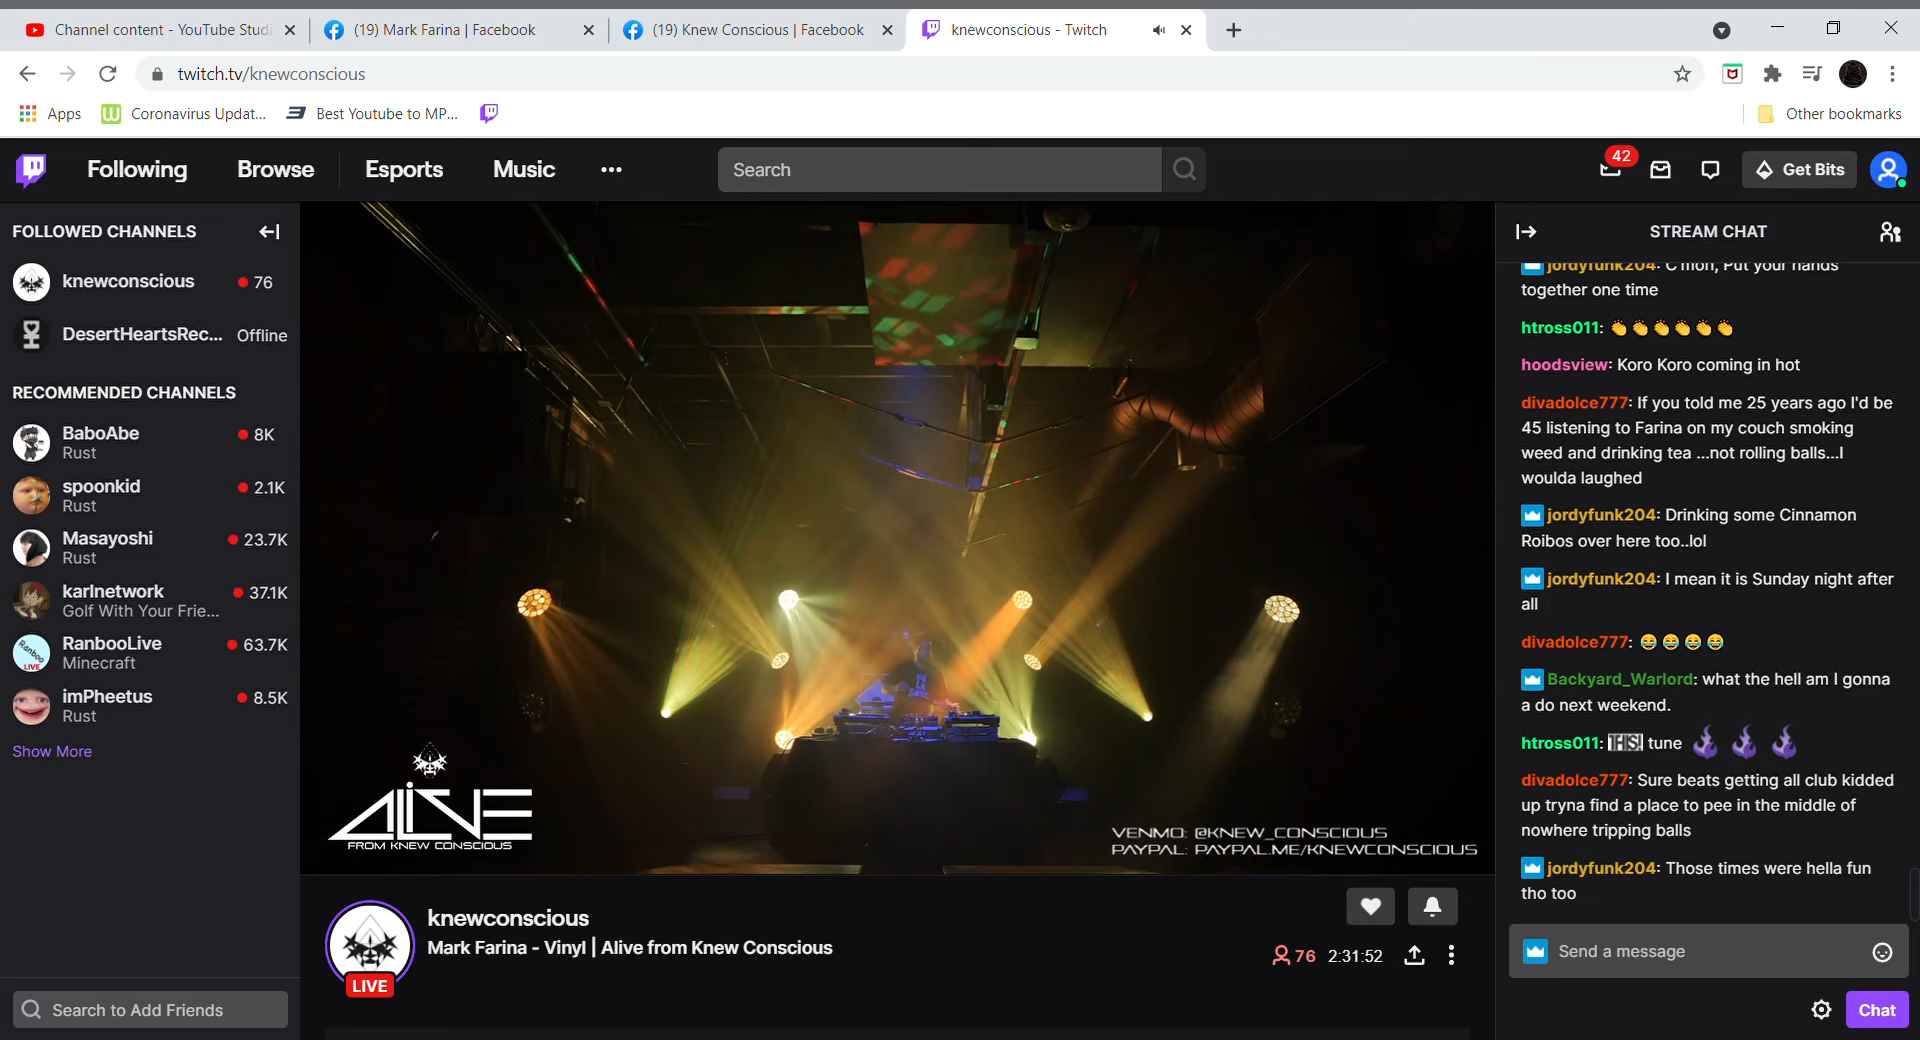 Channel content - YouTube Studi
(19) Mark Farina | Facebook
(19) Knew Conscious | Facebook
knewconscious - Twitch
twitch.tv/knewconscious
Apps
Coronavirus Updat...
Best Youtube to MP...
Other bookmarks
Following
Browse
Esports
Music
Search
42
Get Bits
FOLLOWED CHANNELS
knewconscious
76
DesertHeartsRec...
Offline
RECOMMENDED CHANNELS
BaboAbe
8K
Rust
spoonkid
2.1K
Rust
Masayoshi
23.7K
Rust
karlnetwork
37.1K
Golf With Your Frie...
RanbooLive
63.7K
Minecraft
Ranboo
LIVE
imPheetus
8.5K
Rust
Show More
Search to Add Friends
ALiVE
FROM KNEW CONSCIOUS
VENMO: @KNEW_CONSCIOUS
PAYPAL: PAYPAL.ME/KNEWCONSCIOUS
LIVE
knewconscious
Mark Farina - Vinyl | Alive from Knew Conscious
76
2:31:52
STREAM CHAT
jordyfunk204: C'mon, Put your hands
together one time
htross011: 👏👏👏👏👏👏
hoodsview: Koro Koro coming in hot
divadolce777: If you told me 25 years ago I'd be
45 listening to Farina on my couch smoking
weed and drinking tea ...not rolling balls...I
woulda laughed
jordyfunk204: Drinking some Cinnamon
Roibos over here too..lol
jordyfunk204: I mean it is Sunday night after
all
divadolce777: 😂😂😂😂
Backyard_Warlord: what the hell am I gonna
a do next weekend.
htross011: THIS! tune
divadolce777: Sure beats getting all club kidded
up tryna find a place to pee in the middle of
nowhere tripping balls
jordyfunk204: Those times were hella fun
tho too
Send a message
Chat